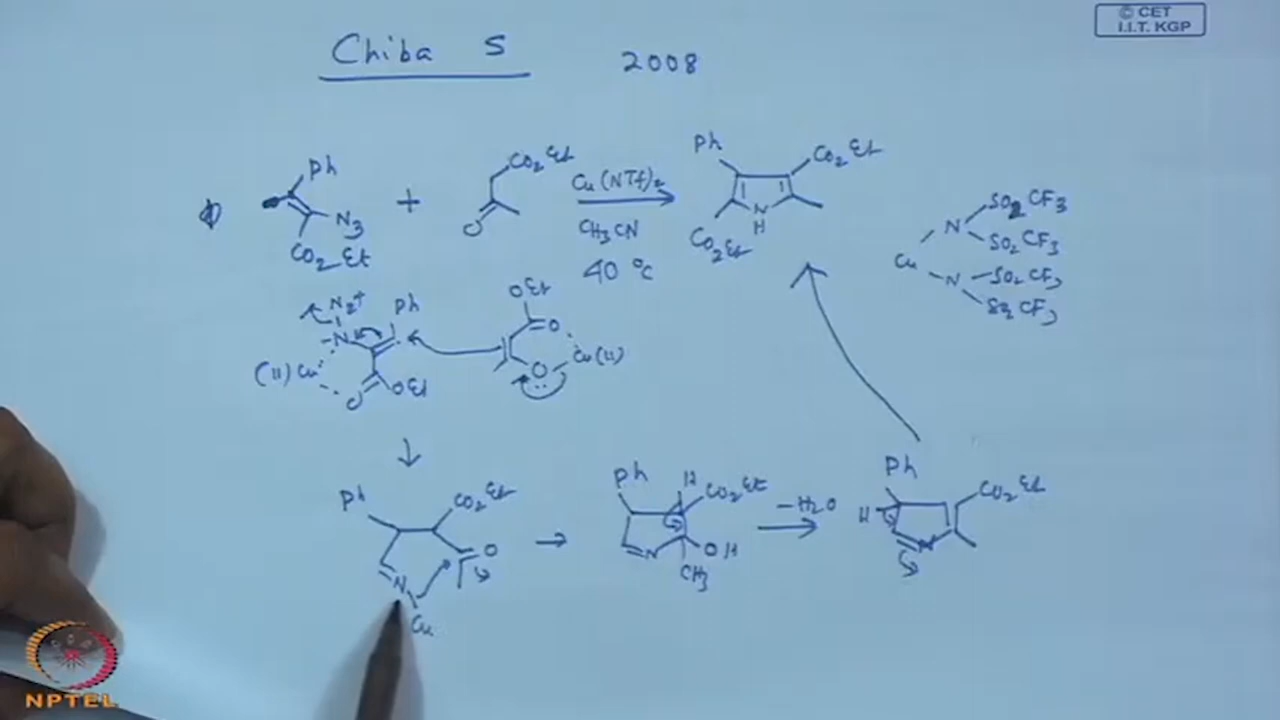 © CET
I.I.T. KGP
Chiba S 2008
Ph
N3
CO2Et
+
CO2Et
O
Cu(NTf)2
CH3CN
40 °C
Ph
CO2Et
CO2Et
N
H
Cu
N
SO2CF3
SO2CF3
N
SO2CF3
SO2CF3
N2+
N
Ph
(II) Cu
O
OEt
OEt
O
O
Cu(II)
Ph
CO2Et
O
N
Cu
Ph
H
CO2Et
N
OH
CH3
-H2O
Ph
H
CO2Et
N
NPTEL